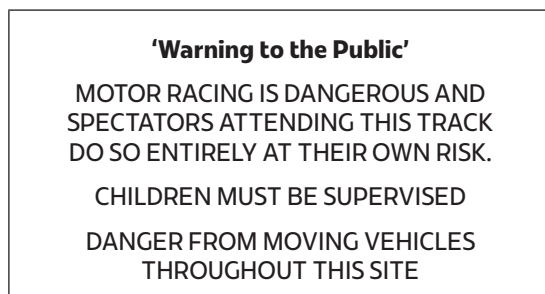 ‘Warning to the Public’
MOTOR RACING IS DANGEROUS AND
SPECTATORS ATTENDING THIS TRACK
DO SO ENTIRELY AT THEIR OWN RISK.
CHILDREN MUST BE SUPERVISED
DANGER FROM MOVING VEHICLES
THROUGHOUT THIS SITE